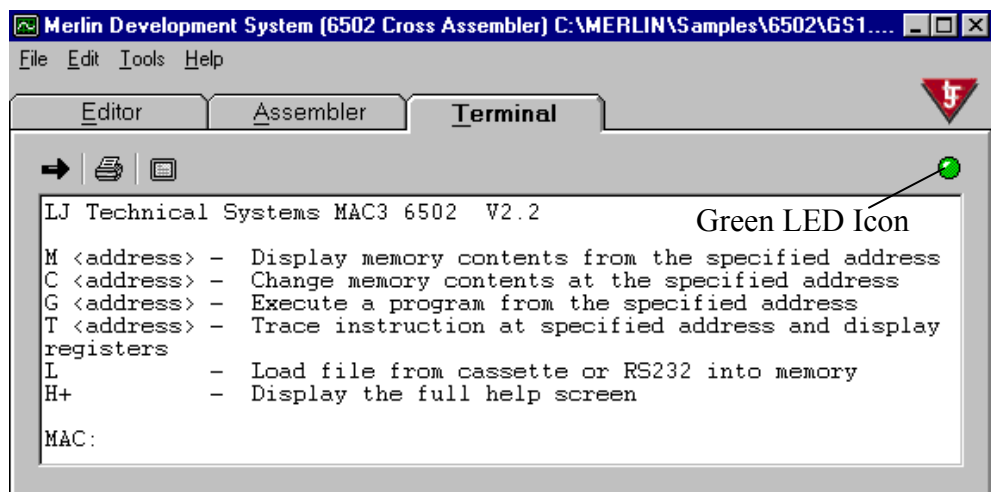 Merlin Development System (6502 Cross Assembler) C:\MERLIN\Samples\6502\GS1....
File Edit Tools Help
Editor Assembler Terminal
LJ Technical Systems MAC3 6502 V2.2
Green LED Icon
M <address> - Display memory contents from the specified address
C <address> - Change memory contents at the specified address
G <address> - Execute a program from the specified address
T <address> - Trace instruction at specified address and display
registers
L - Load file from cassette or RS232 into memory
H+ - Display the full help screen
MAC: